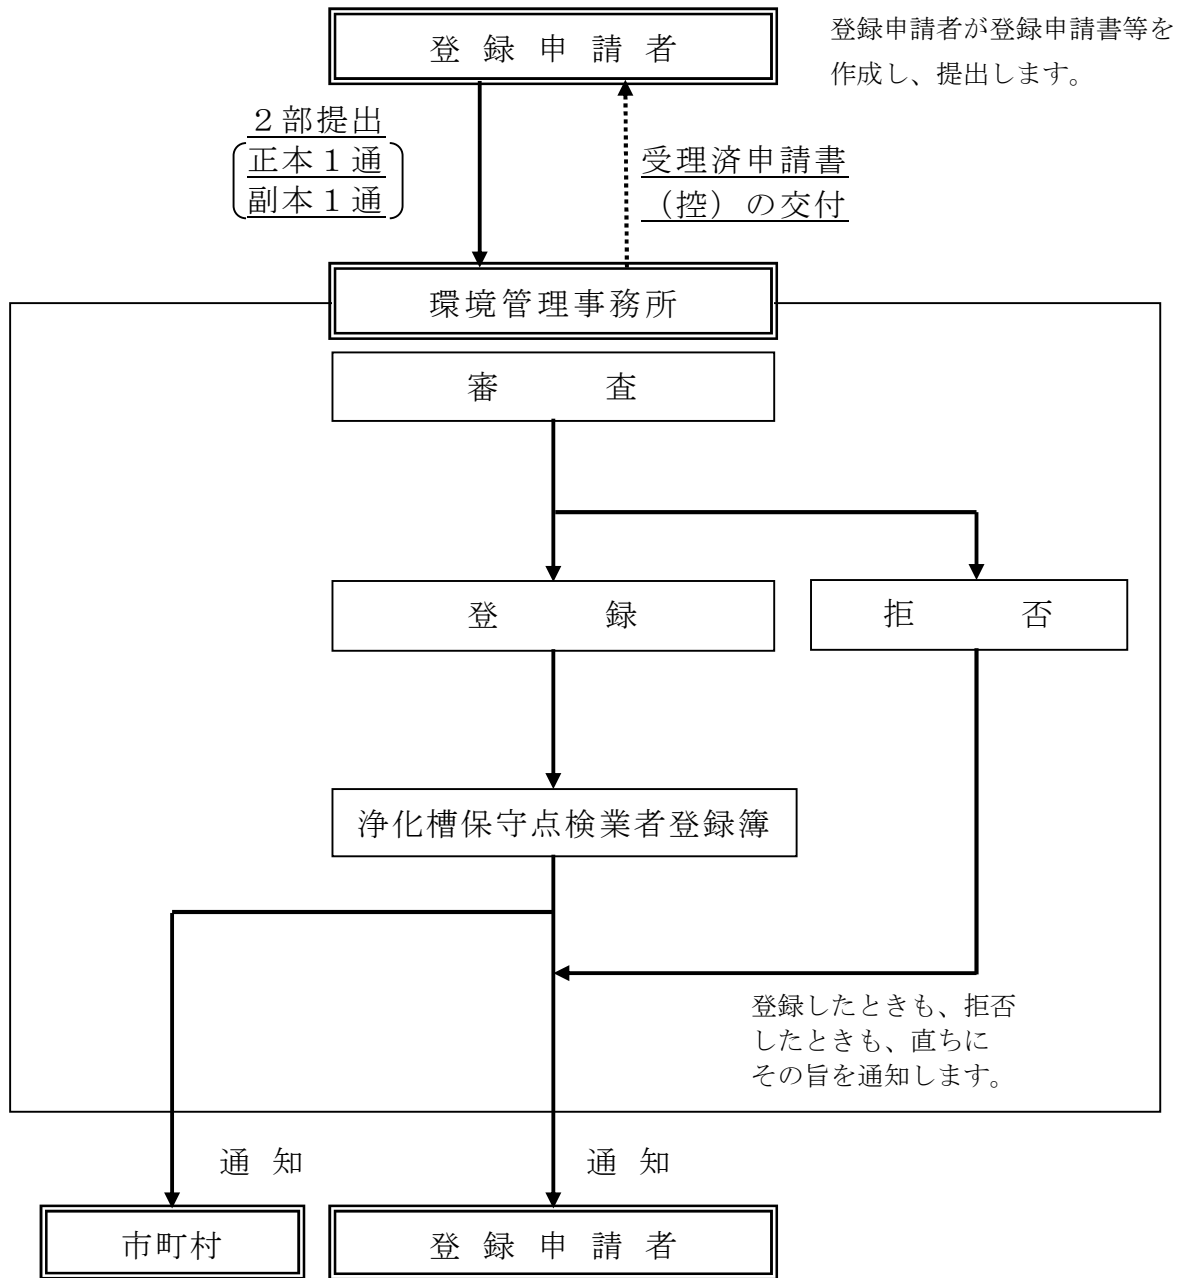 登録申請者
登録申請者が登録申請書等を
作成し、提出します。
２部提出
正本１通
副本１通
受理済申請書
（控）の交付
環境管理事務所
審査
登録
拒否
浄化槽保守点検業者登録簿
登録したときも、拒否
したときも、直ちに
その旨を通知します。
通知
通知
市町村
登録申請者